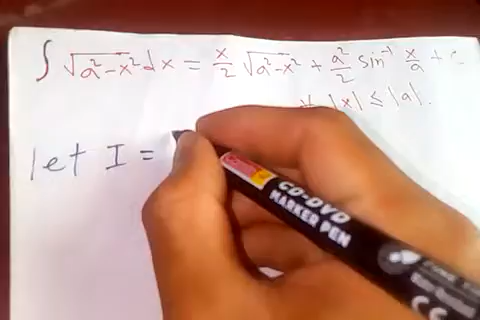 ∫ √a²-x² dx = x/2 √a²-x² + a²/2 sin⁻¹ x/a + c
|x| ≤ |a|.
let I =
CD-DVD
MARKER PEN